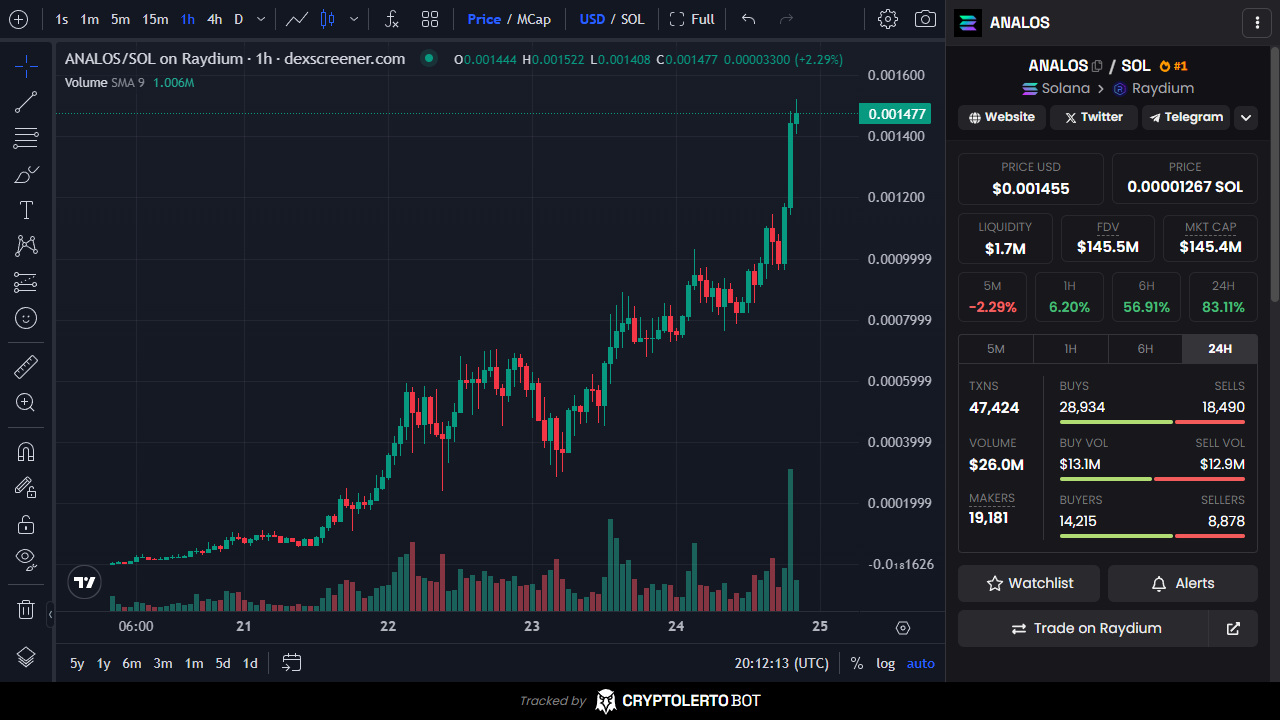 1s 1m 5m 15m 1h 4h D Price / MCap USD / SOL Full
ANALOS/SOL on Raydium · 1h · dexscreener.com O0.001444 H0.001522 L0.001408 C0.001477 0.00003300 (+2.29%)
Volume SMA 9 1.006M
0.001600
0.001477
0.001400
0.001200
0.0009999
0.0007999
0.0005999
0.0003999
0.0001999
-0.0₁₈1626
06:00 21 22 23 24 25
5y 1y 6m 3m 1m 5d 1d 20:12:13 (UTC) % log auto
ANALOS
ANALOS / SOL #1
Solana > Raydium
Website Twitter Telegram
PRICE USD PRICE
$0.001455 0.00001267 SOL
LIQUIDITY FDV MKT CAP
$1.7M $145.5M $145.4M
5M 1H 6H 24H
-2.29% 6.20% 56.91% 83.11%
5M 1H 6H 24H
TXNS BUYS SELLS
47,424 28,934 18,490
VOLUME BUY VOL SELL VOL
$26.0M $13.1M $12.9M
MAKERS BUYERS SELLERS
19,181 14,215 8,878
Watchlist Alerts
Trade on Raydium
Tracked by CRYPTOLERTO BOT